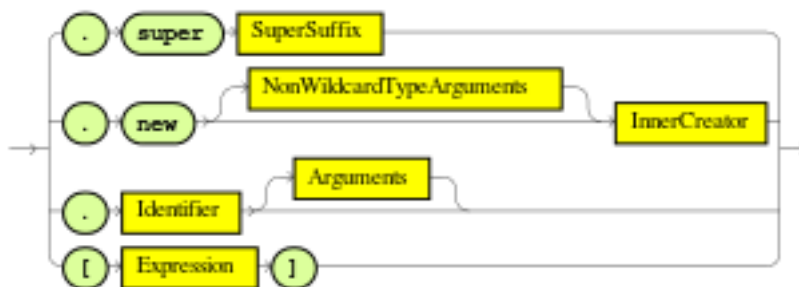 . super SuperSuffix
NonWildcardTypeArguments
. new InnerCreator
Arguments
. Identifier
[ Expression ]